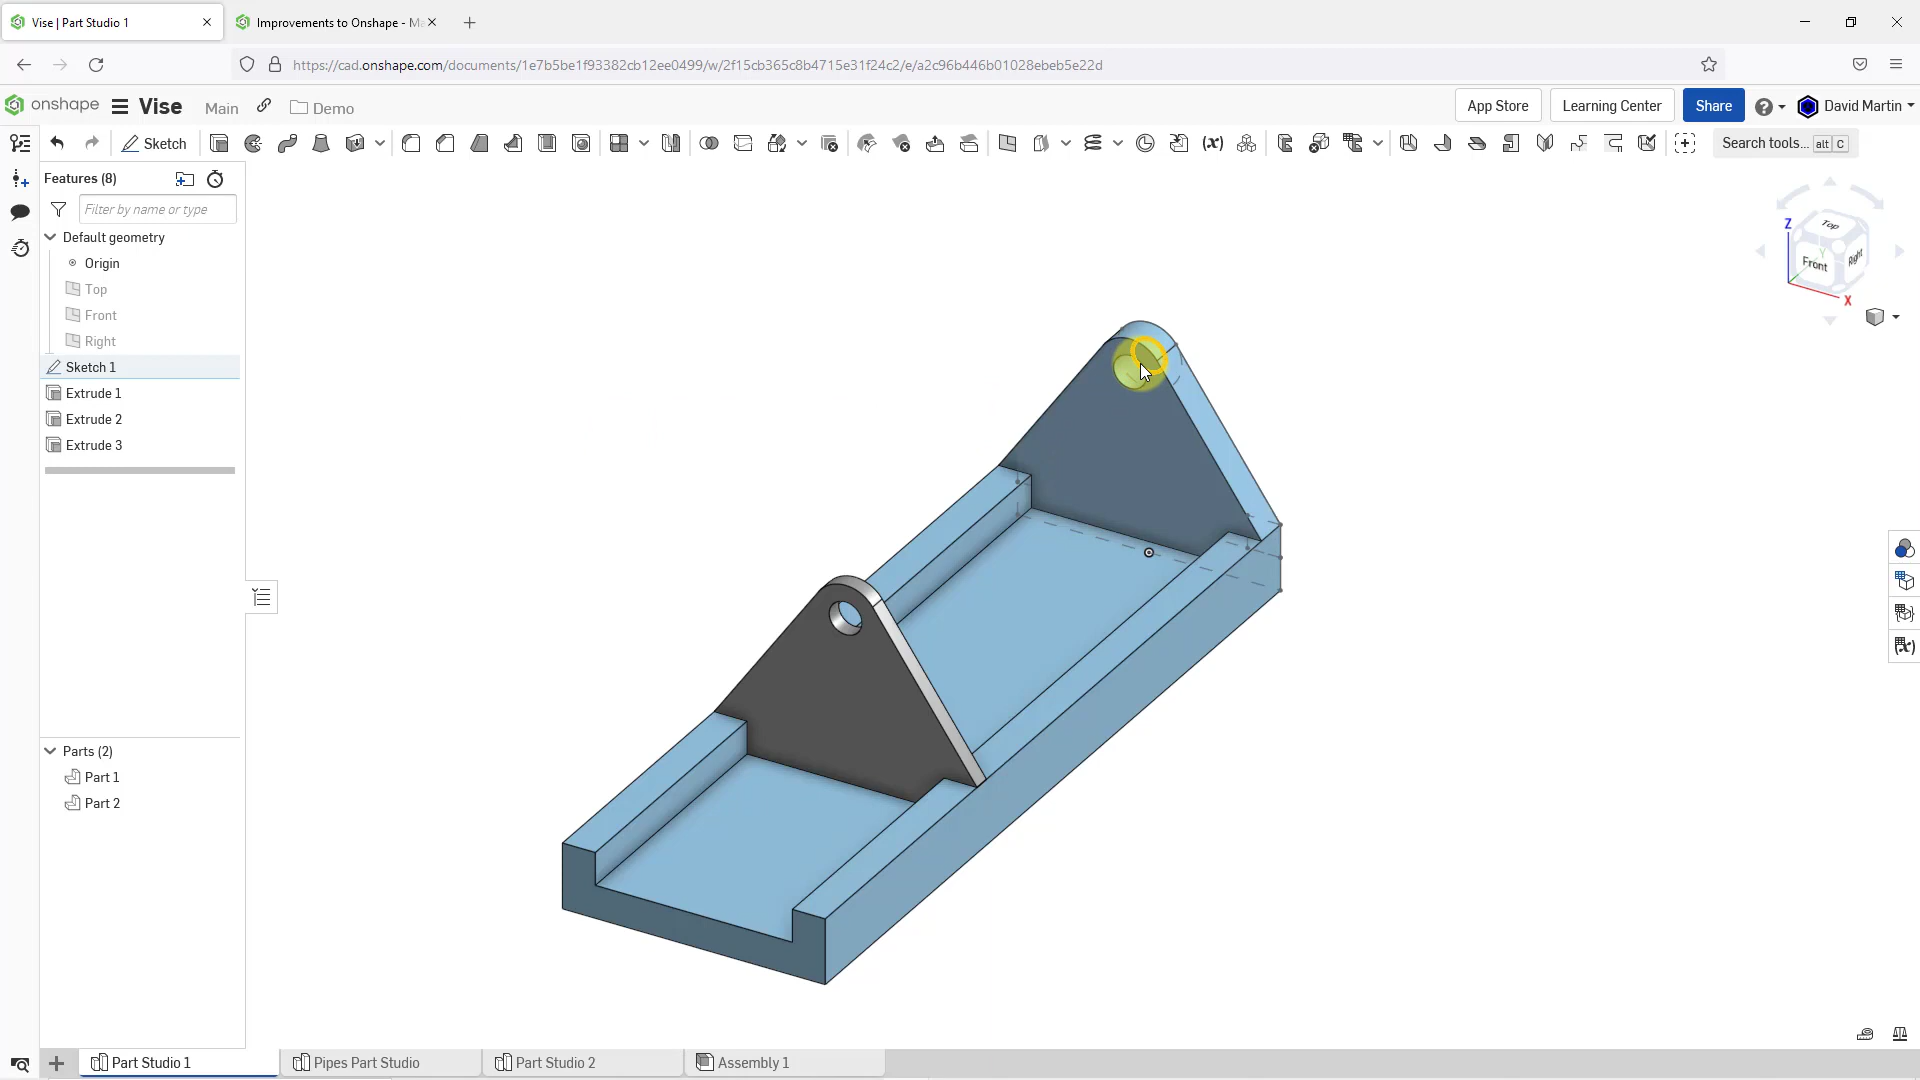 Vise | Part Studio 1
Improvements to Onshape - Ma
https://cad.onshape.com/documents/1e7b5be1f93382cb12ee0499/w/2f15cb365c8b4715e31f24c2/e/a2c96b446b01028ebeb5e22d
onshape
Vise
Main
Demo
App Store
Learning Center
Share
David Martin
Sketch
(x)
Search tools... alt C
Features (8)
Filter by name or type
Default geometry
Origin
Top
Front
Right
Sketch 1
Extrude 1
Extrude 2
Extrude 3
Z
Top
Y
Front
Right
X
(x)
Parts (2)
Part 1
Part 2
Part Studio 1
Pipes Part Studio
Part Studio 2
Assembly 1